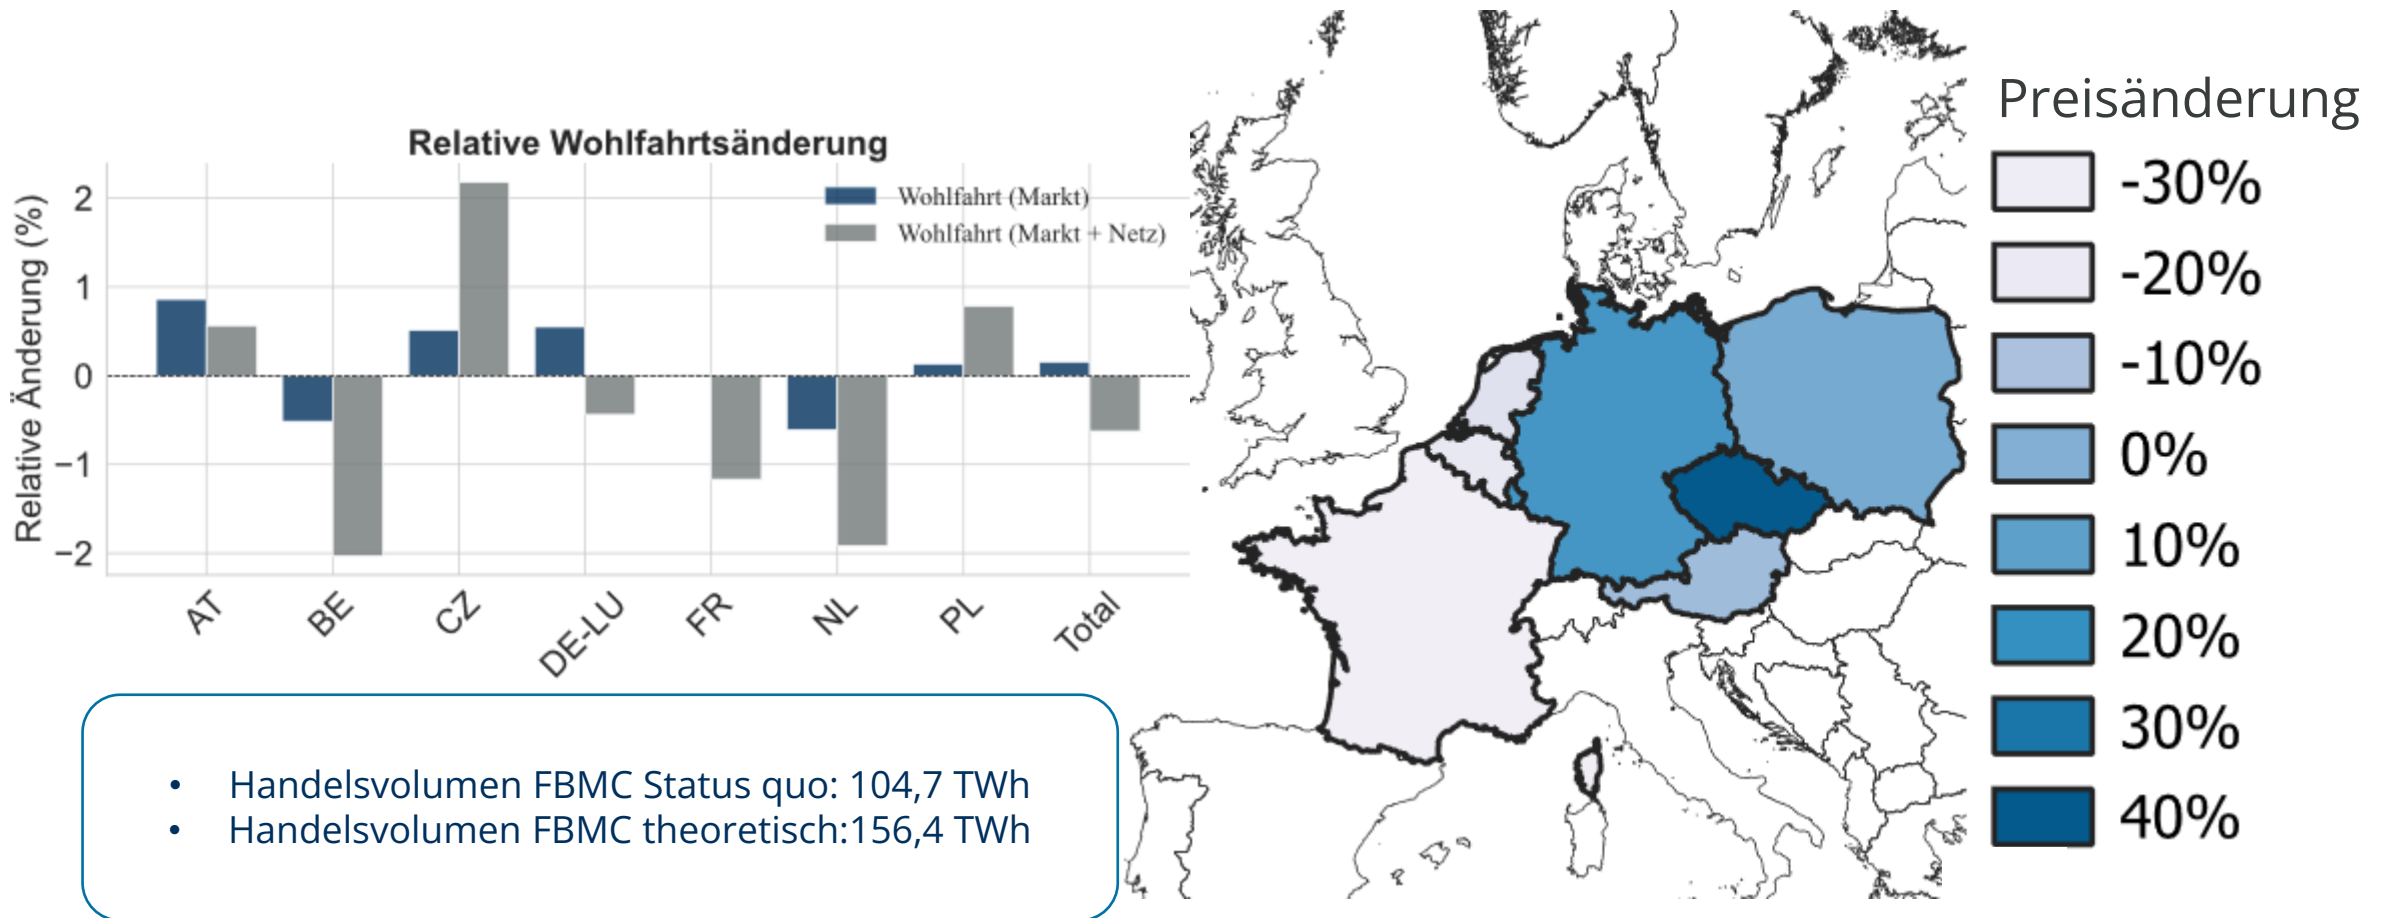 Relative Wohlfahrtsänderung
Relative Änderung (%)
2
1
0
−1
−2
Wohlfahrt (Markt)
Wohlfahrt (Markt + Netz)
AT
BE
CZ
DE-LU
FR
NL
PL
Total
• Handelsvolumen FBMC Status quo: 104,7 TWh
• Handelsvolumen FBMC theoretisch:156,4 TWh
Preisänderung
-30%
-20%
-10%
0%
10%
20%
30%
40%